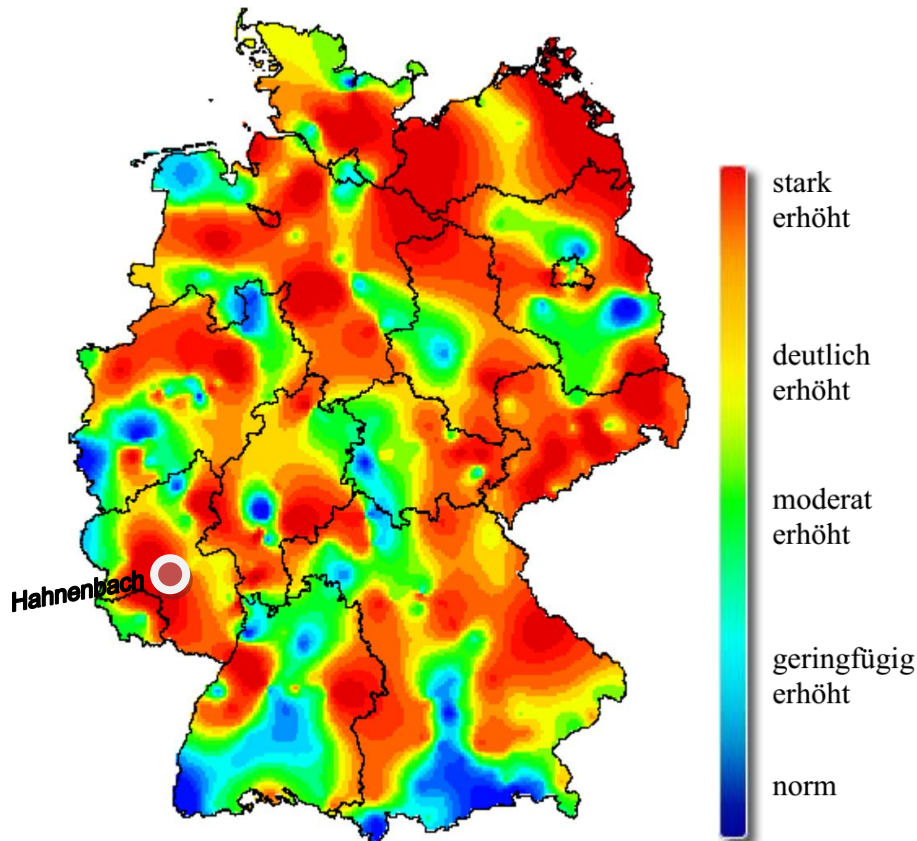 stark
erhöht
deutlich
erhöht
moderat
erhöht
Hahnenbach
geringfügig
erhöht
norm